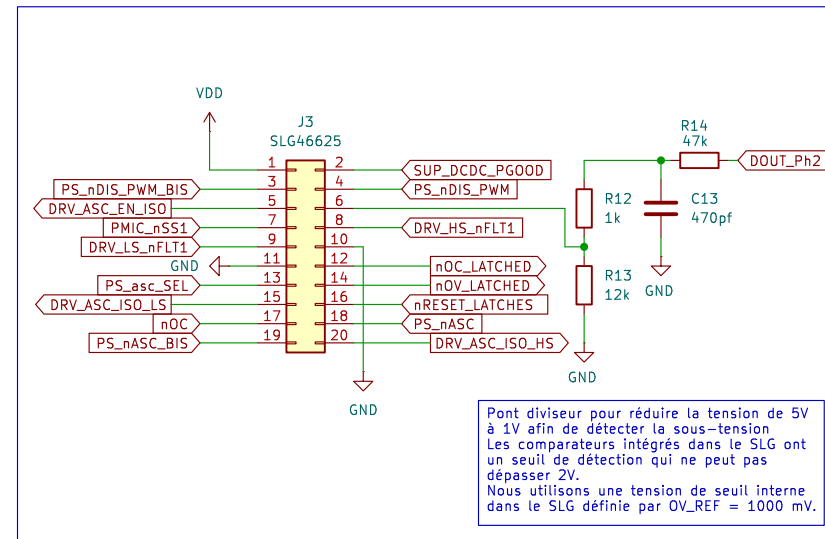 VDD
J3
SLG46625
R14
47k
DOUT_Ph2
1 2 SUP_DCDC_PGOOD
PS_nDIS_PWM_BIS 3 4 PS_nDIS_PWM
DRV_ASC_EN_ISO 5 6
R12
1k
C13
470pf
PMIC_nSS1 7 8 DRV_HS_nFLT1
DRV_LS_nFLT1 9 10
GND 11 12 nOC_LATCHED
R13
12k
GND
PS_asc_SEL 13 14 nOV_LATCHED
DRV_ASC_ISO_LS 15 16 nRESET_LATCHES
nOC 17 18 PS_nASC
PS_nASC_BIS 19 20 DRV_ASC_ISO_HS
GND
GND
Pont diviseur pour réduire la tension de 5V
à 1V afin de détecter la sous-tension
Les comparateurs intégrés dans le SLG ont
un seuil de détection qui ne peut pas
dépasser 2V.
Nous utilisons une tension de seuil interne
dans le SLG définie par OV_REF = 1000 mV.